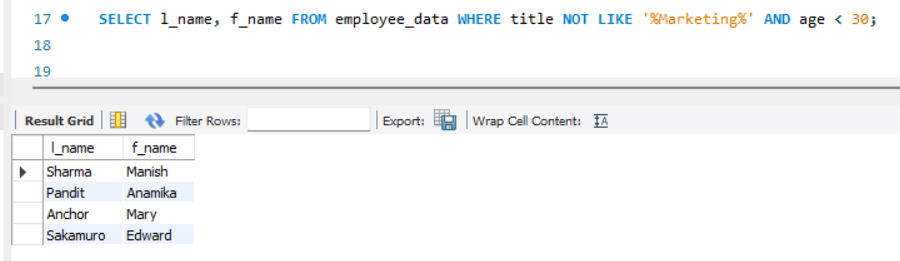 17 SELECT l_name, f_name FROM employee_data WHERE title NOT LIKE '%Marketing%' AND age < 30;
18
19
Result Grid Filter Rows: Export: Wrap Cell Content: IA
l_name f_name
Sharma Manish
Pandit Anamika
Anchor Mary
Sakamuro Edward